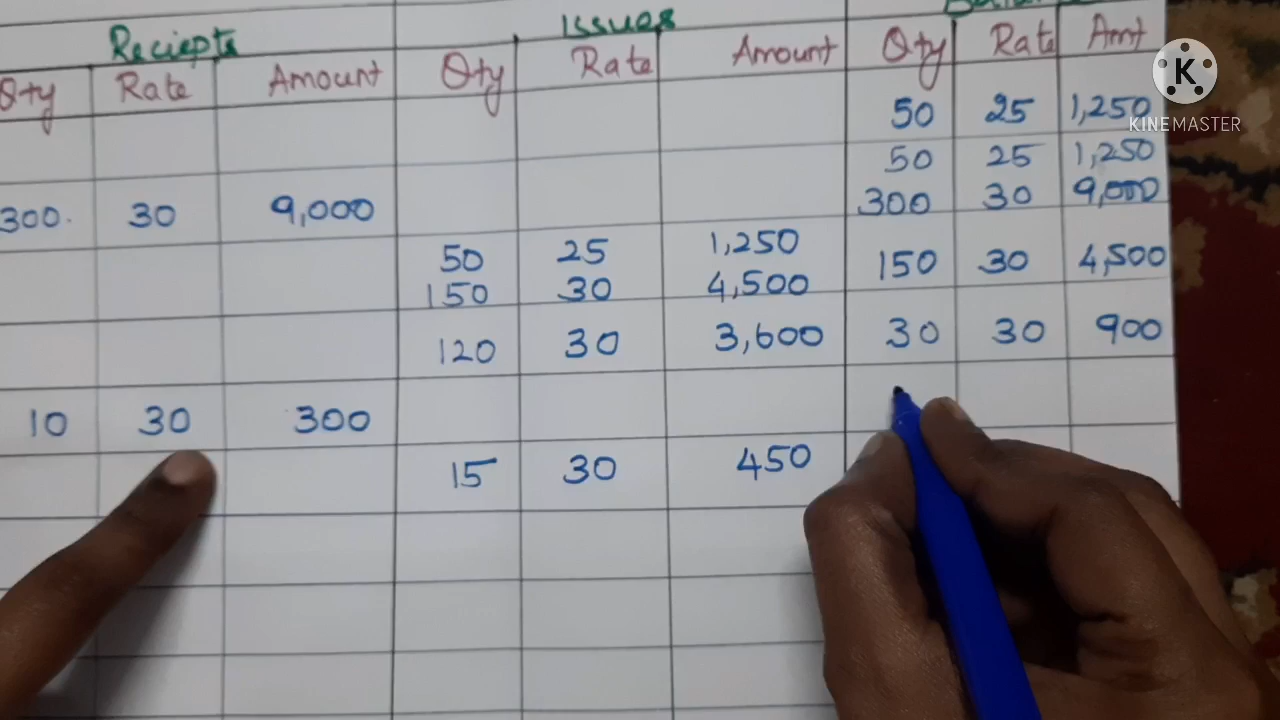 Reciepts Issues
Qty Rate Amount Qty Rate Amount Qty Rate Amt
50 25 1,250
50 25 1,250
300. 30 9,000 300 30 9,000
50 25 1,250
150 30 4,500 150 30 4,500
120 30 3,600 30 30 900
10 30 300
15 30 450
K
KINEMASTER